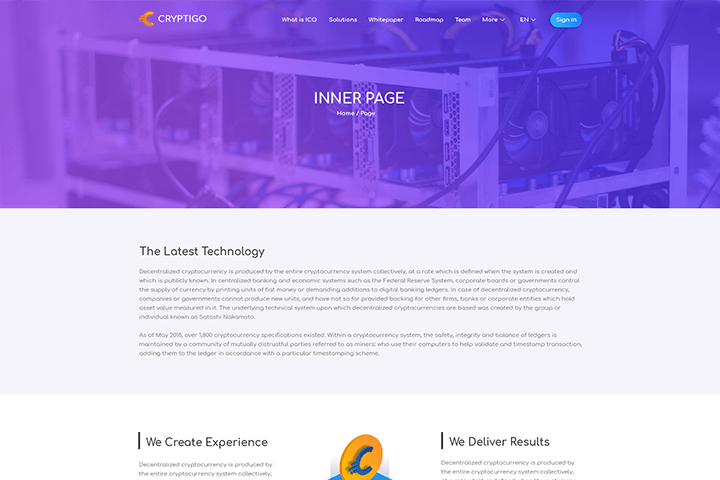 CRYPTIGO
What is ICO Solutions Whitepaper Roadmap Team More EN Sign in
INNER PAGE
Home / Page
The Latest Technology
Decentralized cryptocurrency is produced by the entire cryptocurrency system collectively, at a rate which is defined when the system is created and
which is publicly known. In centralized banking and economic systems such as the Federal Reserve System, corporate boards or governments control
the supply of currency by printing units of fiat money or demanding additions to digital banking ledgers. In case of decentralized cryptocurrency,
companies or governments cannot produce new units, and have not so far provided backing for other firms, banks or corporate entities which hold
asset value measured in it. The underlying technical system upon which decentralized cryptocurrencies are based was created by the group or
individual known as Satoshi Nakamoto.
As of May 2018, over 1,800 cryptocurrency specifications existed. Within a cryptocurrency system, the safety, integrity and balance of ledgers is
maintained by a community of mutually distrustful parties referred to as miners: who use their computers to help validate and timestamp transaction,
adding them to the ledger in accordance with a particular timestamping scheme.
We Create Experience
Decentralized cryptocurrency is produced by
the entire cryptocurrency system collectively,
We Deliver Results
Decentralized cryptocurrency is produced by
the entire cryptocurrency system collectively,